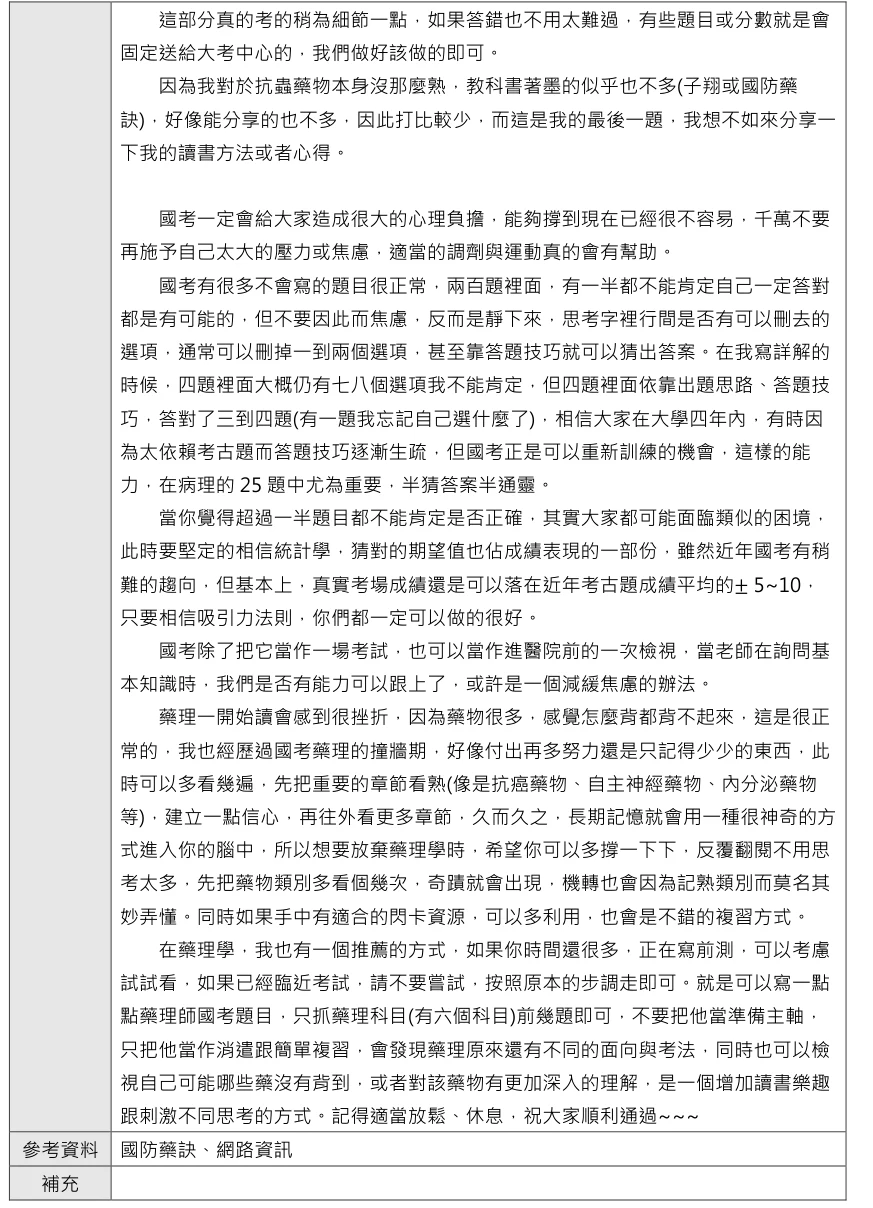 這部分真的考的稍為細節一點，如果答錯也不用太難過，有些題目或分數就是會
固定送給大考中心的，我們做好該做的即可。
因為我對於抗蟲藥物本身沒那麼熟，教科書著墨的似乎也不多(子翔或國防藥
訣)，好像能分享的也不多，因此打比較少，而這是我的最後一題，我想不如來分享一
下我的讀書方法或者心得。
國考一定會給大家造成很大的心理負擔，能夠撐到現在已經很不容易，千萬不要
再施予自己太大的壓力或焦慮，適當的調劑與運動真的會有幫助。
國考有很多不會寫的題目很正常，兩百題裡面，有一半都不能肯定自己一定答對
都是有可能的，但不要因此而焦慮，反而是靜下來，思考字裡行間是否有可以刪去的
選項，通常可以刪掉一到兩個選項，甚至靠答題技巧就可以猜出答案。在我寫詳解的
時候，四題裡面大概仍有七八個選項我不能肯定，但四題裡面依靠出題思路、答題技
巧，答對了三到四題(有一題我忘記自己選什麼了)，相信大家在大學四年內，有時因
為太依賴考古題而答題技巧逐漸生疏，但國考正是可以重新訓練的機會，這樣的能
力，在病理的 25 題中尤為重要，半猜答案半通靈。
當你覺得超過一半題目都不能肯定是否正確，其實大家都可能面臨類似的困境，
此時要堅定的相信統計學，猜對的期望值也佔成績表現的一部份，雖然近年國考有稍
難的趨向，但基本上，真實考場成績還是可以落在近年考古題成績平均的± 5~10，
只要相信吸引力法則，你們都一定可以做的很好。
國考除了把它當作一場考試，也可以當作進醫院前的一次檢視，當老師在詢問基
本知識時，我們是否有能力可以跟上了，或許是一個減緩焦慮的辦法。
藥理一開始讀會感到很挫折，因為藥物很多，感覺怎麼背都背不起來，這是很正
常的，我也經歷過國考藥理的撞牆期，好像付出再多努力還是只記得少少的東西，此
時可以多看幾遍，先把重要的章節看熟(像是抗癌藥物、自主神經藥物、內分泌藥物
等)，建立一點信心，再往外看更多章節，久而久之，長期記憶就會用一種很神奇的方
式進入你的腦中，所以想要放棄藥理學時，希望你可以多撐一下下，反覆翻閱不用思
考太多，先把藥物類別多看個幾次，奇蹟就會出現，機轉也會因為記熟類別而莫名其
妙弄懂。同時如果手中有適合的閃卡資源，可以多利用，也會是不錯的複習方式。
在藥理學，我也有一個推薦的方式，如果你時間還很多，正在寫前測，可以考慮
試試看，如果已經臨近考試，請不要嘗試，按照原本的步調走即可。就是可以寫一點
點藥理師國考題目，只抓藥理科目(有六個科目)前幾題即可，不要把他當準備主軸，
只把他當作消遣跟簡單複習，會發現藥理原來還有不同的面向與考法，同時也可以檢
視自己可能哪些藥沒有背到，或者對該藥物有更加深入的理解，是一個增加讀書樂趣
跟刺激不同思考的方式。記得適當放鬆、休息，祝大家順利通過~~~
參考資料 國防藥訣、網路資訊
補充